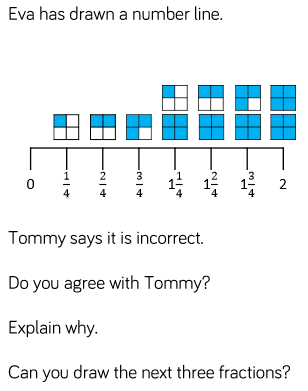 Eva has drawn a number line.
0 1/4 2/4 3/4 1 1/4 1 2/4 1 3/4 2
Tommy says it is incorrect.
Do you agree with Tommy?
Explain why.
Can you draw the next three fractions?